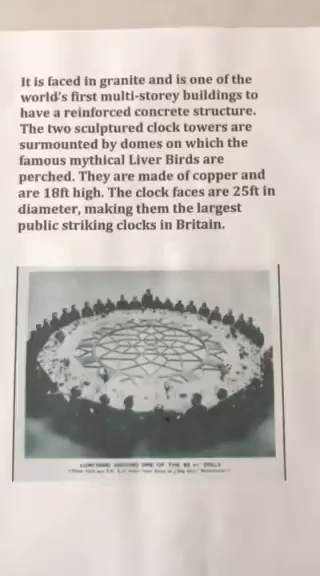 It is faced in granite and is one of the
world's first multi-storey buildings to
have a reinforced concrete structure.
The two sculptured clock towers are
surmounted by domes on which the
famous mythical Liver Birds are
perched. They are made of copper and
are 18ft high. The clock faces are 25ft in
diameter, making them the largest
public striking clocks in Britain.
LUNCHEON AROUND ONE OF THE DIALS